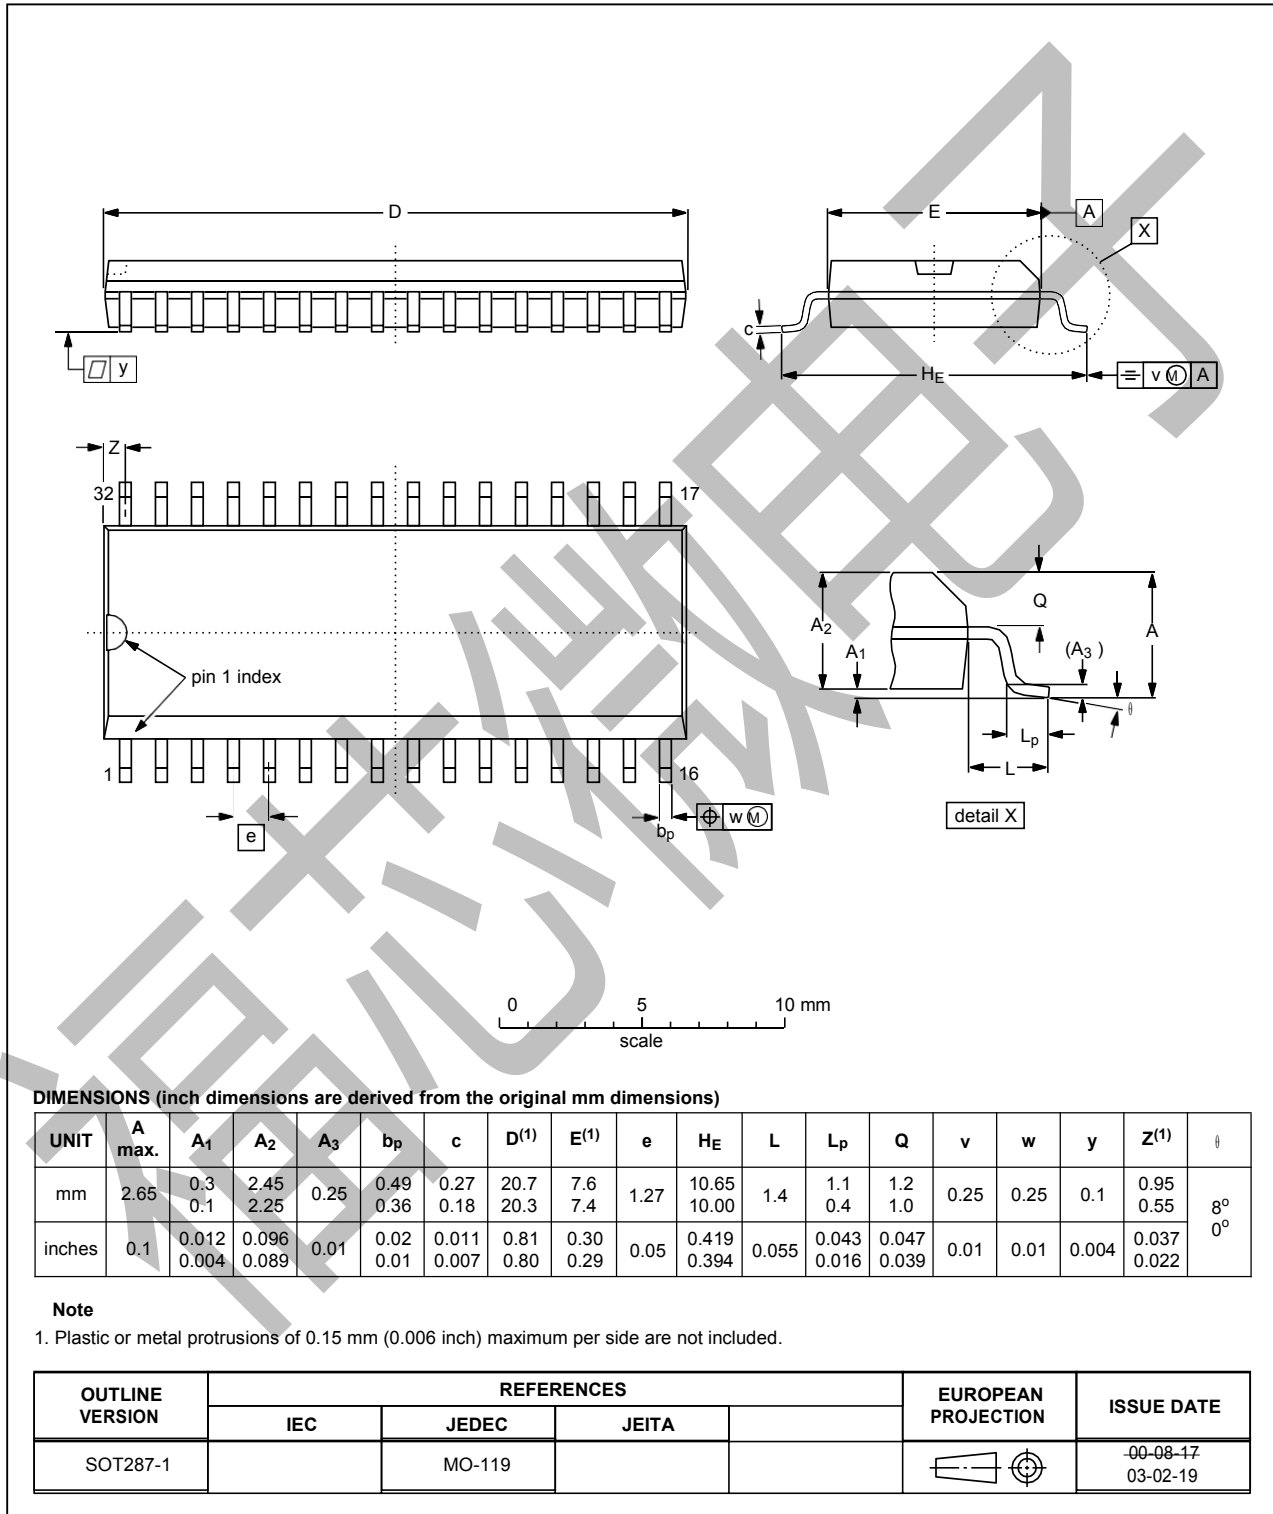 D
E
A
X
c
y
HE
v M A
Z
32
17
pin 1 index
1
16
e
bp
w M
A2
A1
Q
(A3 )
A
θ
Lp
L
detail X
0 5 10 mm
scale
福芯微电子
DIMENSIONS (inch dimensions are derived from the original mm dimensions)
UNIT A max. A1 A2 A3 bp c D(1) E(1) e HE L Lp Q v w y Z(1) θ
mm 2.65 0.3 0.1 2.45 2.25 0.25 0.49 0.36 0.27 0.18 20.7 20.3 7.6 7.4 1.27 10.65 10.00 1.4 1.1 0.4 1.2 1.0 0.25 0.25 0.1 0.95 0.55 8o 0o
inches 0.1 0.012 0.004 0.096 0.089 0.01 0.02 0.01 0.011 0.007 0.81 0.80 0.30 0.29 0.05 0.419 0.394 0.055 0.043 0.016 0.047 0.039 0.01 0.01 0.004 0.037 0.022
Note
1. Plastic or metal protrusions of 0.15 mm (0.006 inch) maximum per side are not included.
OUTLINE VERSION REFERENCES EUROPEAN PROJECTION ISSUE DATE
IEC JEDEC JEITA
SOT287-1 MO-119 00-08-17
03-02-19